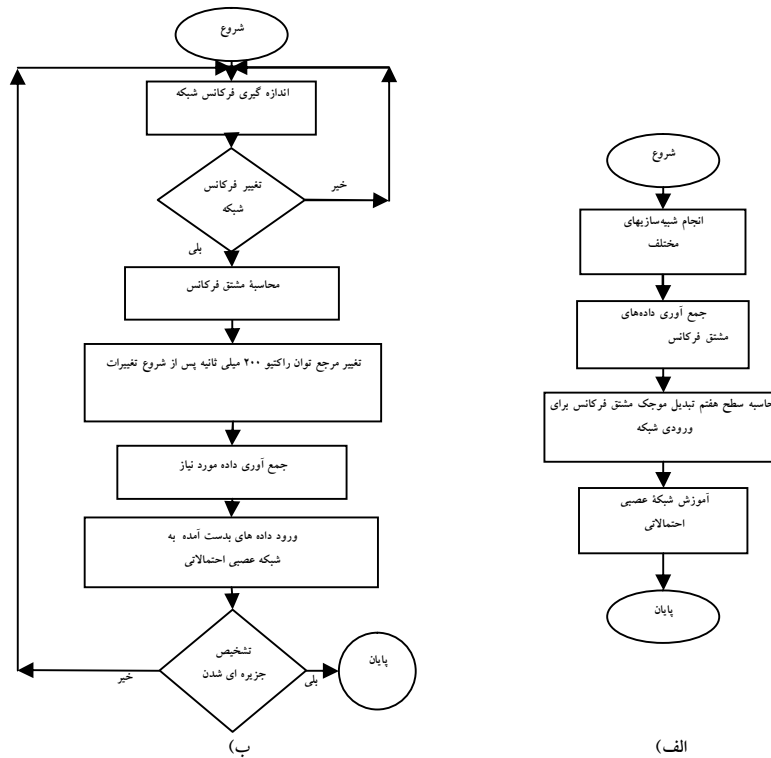 شروع
انجام شبیه‌سازیهای
مختلف
جمع آوری داده‌های
مشتق فرکانس
حاسبه سطح هفتم تبدیل موجک مشتق فرکانس برای
ورودی شبکه
آموزش شبکهٔ عصبی
احتمالاتی
پایان
الف)
شروع
اندازه گیری فرکانس شبکه
تغییر فرکانس
شبکه
خیر
بلی
محاسبهٔ مشتق فرکانس
تغییر مرجع توان راکتیو ۲۰۰ میلی ثانیه پس از شروع تغییرات
جمع آوری داده مورد نیاز
ورود داده های بدست آمده به
شبکه عصبی احتمالاتی
تشخیص
جزیره ای شدن
بلی
خیر
پایان
ب)